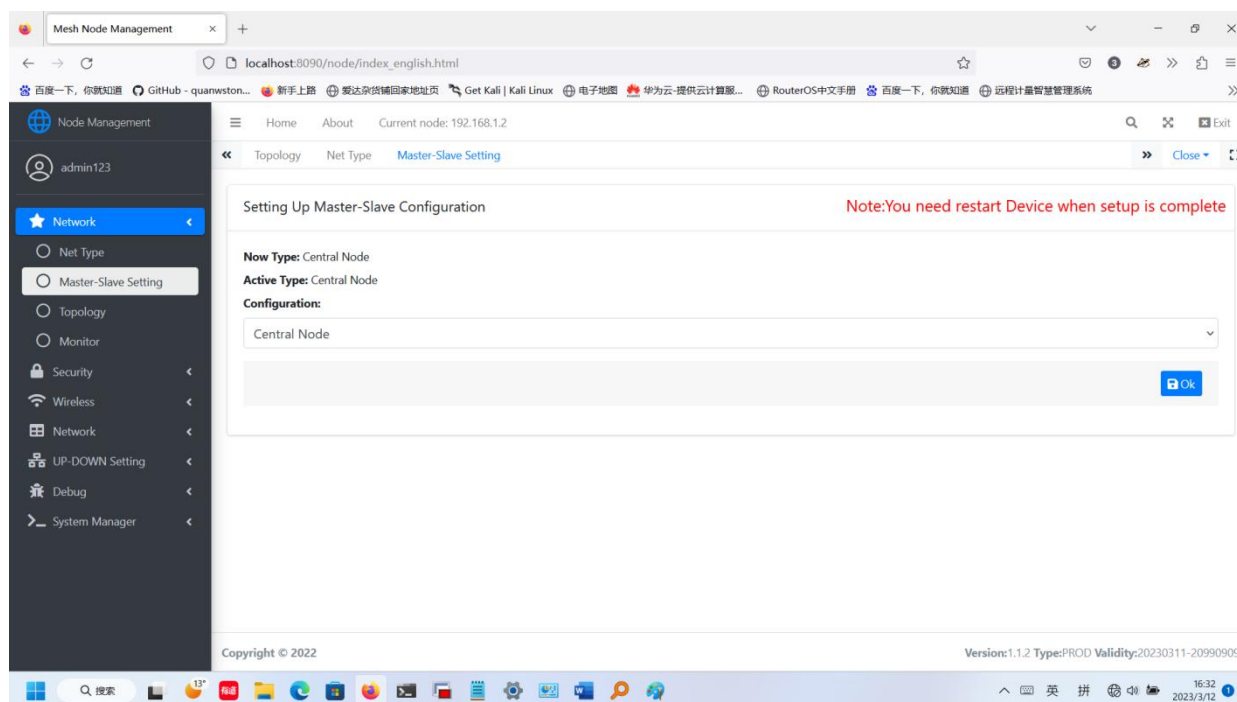 Mesh Node Management
localhost:8090/node/index_english.html
百度一下，你就知道 GitHub - quanwston... 新手上路 爱达杂货铺回家地址页 Get Kali | Kali Linux 电子地图 华为云-提供云计算服... RouterOS中文手册 百度一下，你就知道 远程计量智慧管理系统
Node Management
Home About Current node: 192.168.1.2 Exit
admin123
Topology Net Type Master-Slave Setting Close
Setting Up Master-Slave Configuration
Note:You need restart Device when setup is complete
Network
Net Type
Master-Slave Setting
Topology
Monitor
Security
Wireless
Network
UP-DOWN Setting
Debug
System Manager
Now Type: Central Node
Active Type: Central Node
Configuration:
Central Node
Ok
Copyright © 2022
Version:1.1.2 Type:PROD Validity:20230311-20990909
搜索
13°
英 拼
16:32
2023/3/12
1